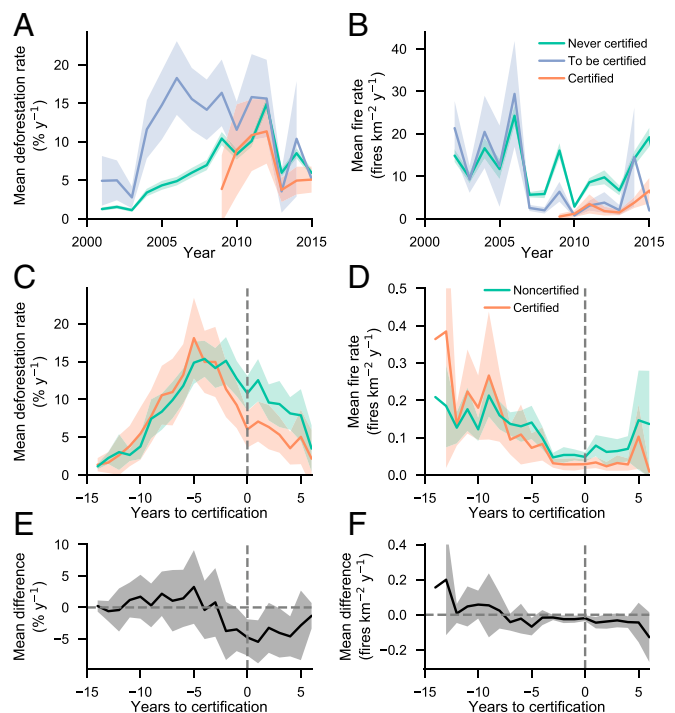 A
Mean deforestation rate
(% y⁻¹)
20
15
10
5
0
2000
2005
2010
2015
Year
B
Mean fire rate
(fires km⁻² y⁻¹)
40
30
20
10
0
2000
2005
2010
2015
Year
Never certified
To be certified
Certified
C
Mean deforestation rate
(% y⁻¹)
20
15
10
5
0
−15
−10
−5
0
5
Years to certification
D
Mean fire rate
(fires km⁻² y⁻¹)
0.5
0.4
0.3
0.2
0.1
0.0
−15
−10
−5
0
5
Years to certification
Noncertified
Certified
E
Mean difference
(% y⁻¹)
10
5
0
−5
−15
−10
−5
0
5
Years to certification
F
Mean difference
(fires km⁻² y⁻¹)
0.4
0.2
0.0
−0.2
−15
−10
−5
0
5
Years to certification